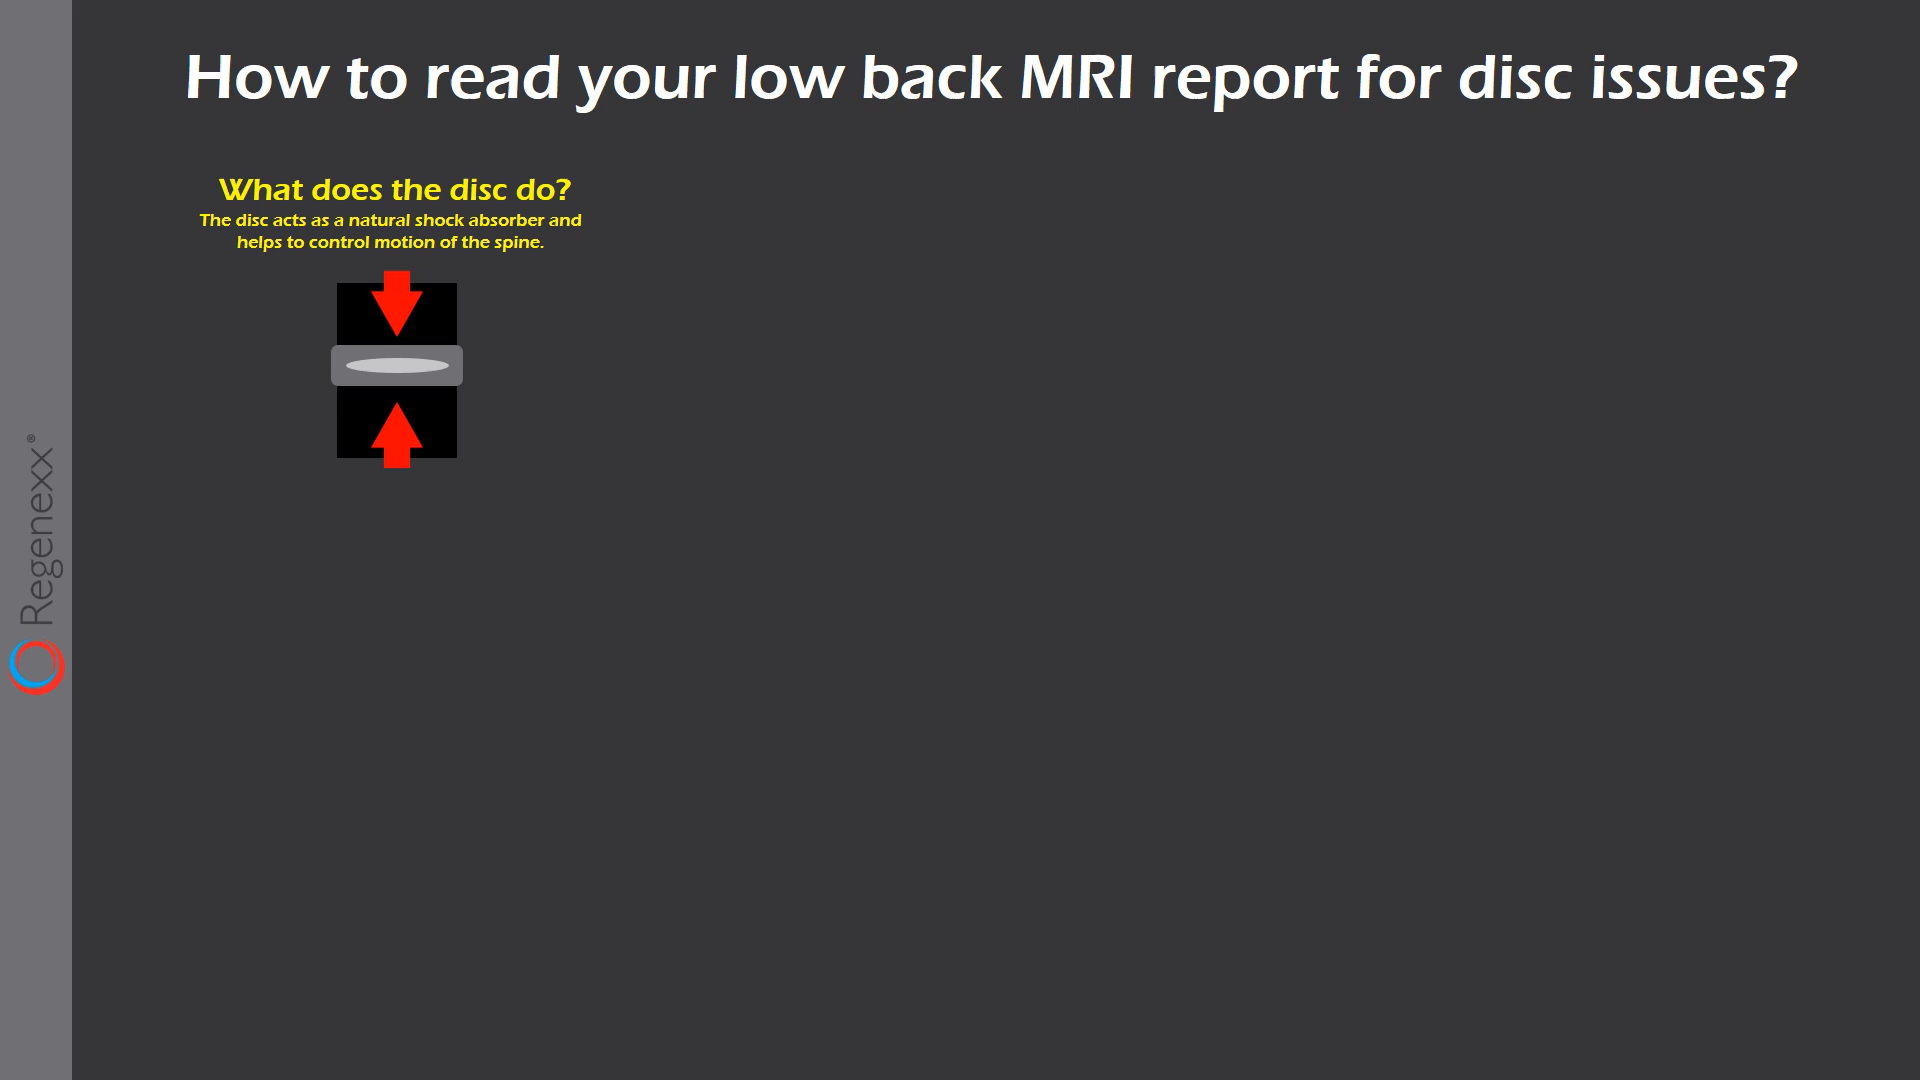 How to read your low back MRI report for disc issues?
What does the disc do?
The disc acts as a natural shock absorber and
helps to control motion of the spine.
Regenexx®